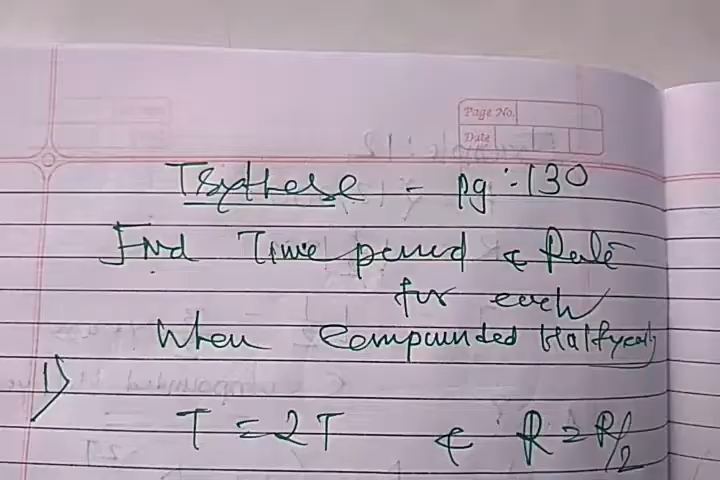 Page No.
Date
Try these - pg :- 130
Find Time period & Rate
for each
When Compounded Halfyearly
1)
T = 2T & R = R/2